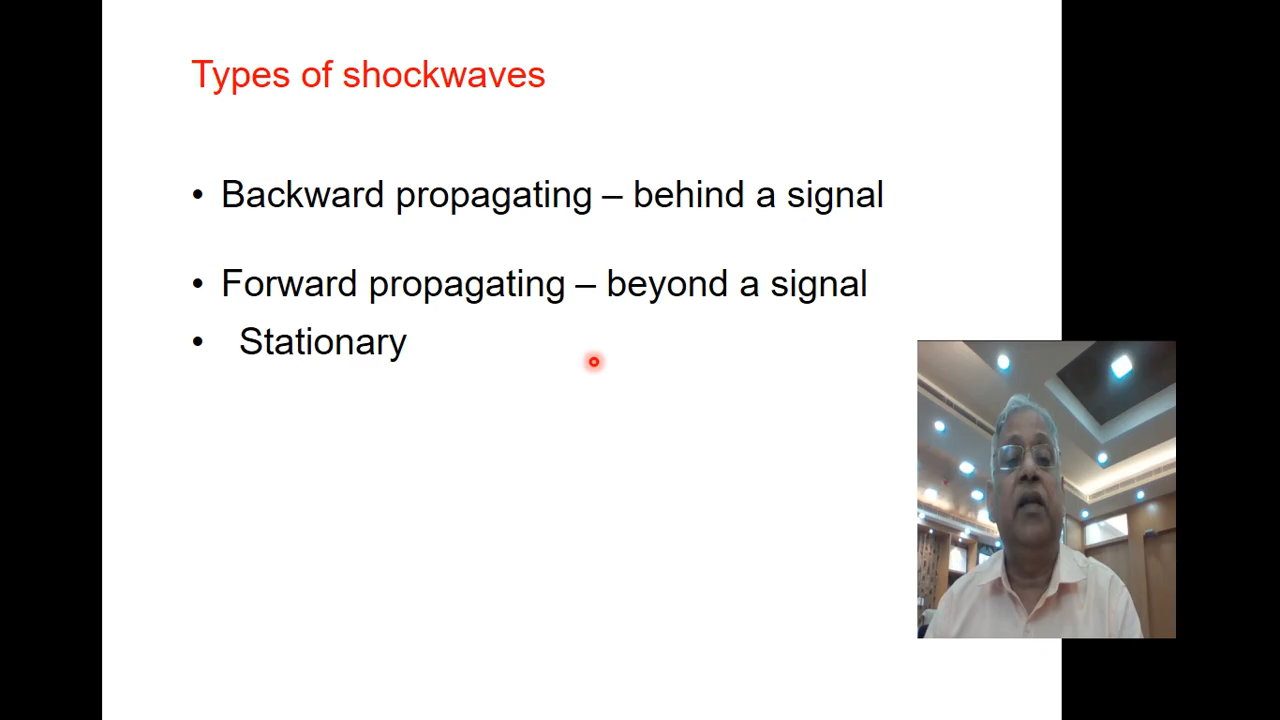 Types of shockwaves
• Backward propagating – behind a signal
• Forward propagating – beyond a signal
• Stationary